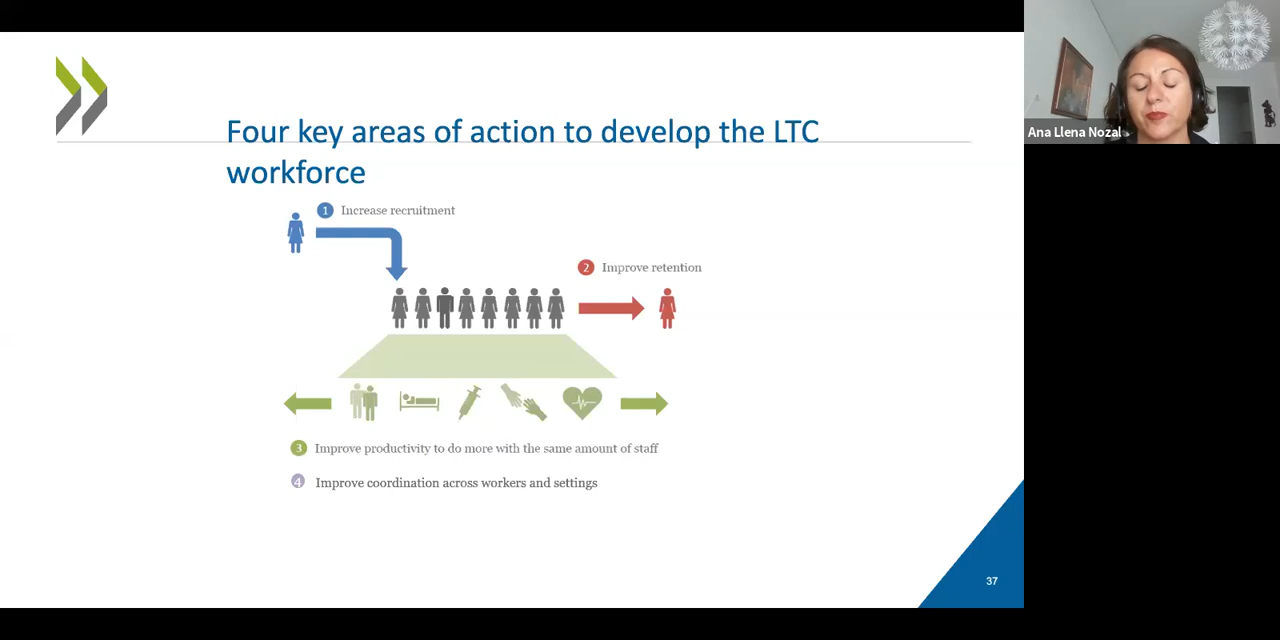 Four key areas of action to develop the LTC
workforce
1 Increase recruitment
2 Improve retention
3 Improve productivity to do more with the same amount of staff
4 Improve coordination across workers and settings
37
Ana Llena Nozal